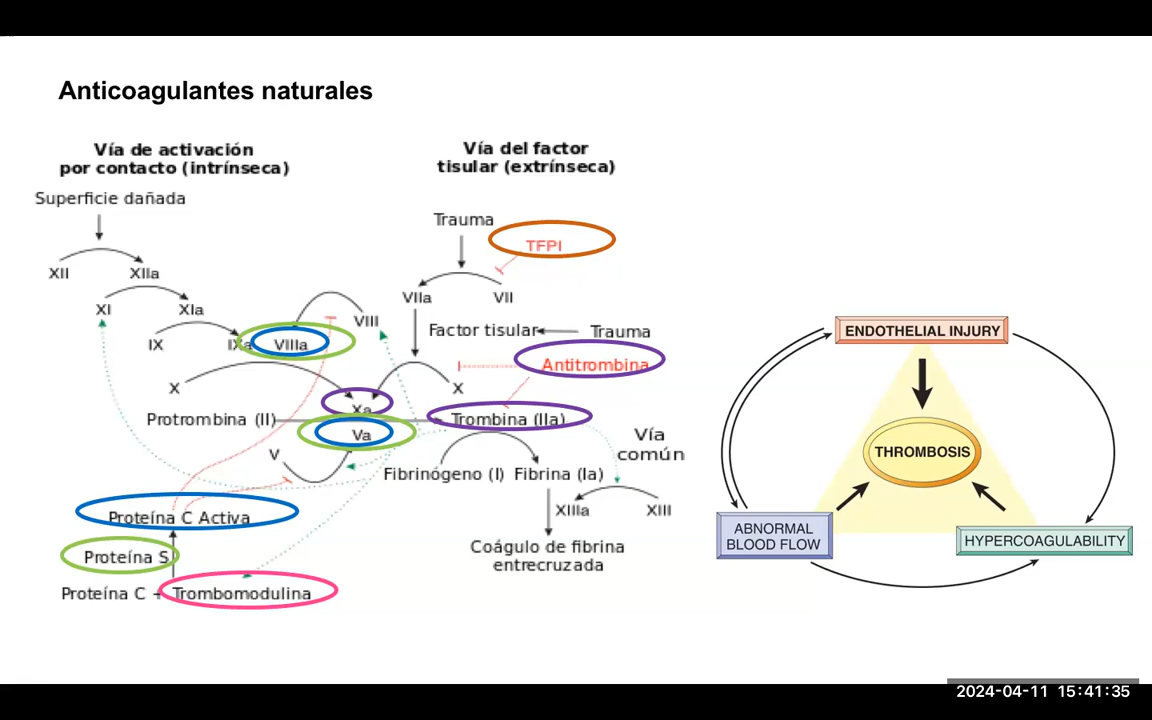 Anticoagulantes naturales
Vía de activación
por contacto (intrínseca)
Superficie dañada
XII
XIIa
XI
XIa
IX
IXa
VIIIa
VIII
X
Xa
Protrombina (II)
Va
V
Proteína C Activa
Proteína S
Proteína C + Trombomodulina
Vía del factor
tisular (extrínseca)
Trauma
TFPI
VIIa
VII
Factor tisular
Trauma
Antitrombina
X
Trombina (IIa)
Vía
común
Fibrinógeno (I)
Fibrina (Ia)
XIIIa
XIII
Coágulo de fibrina
entrecruzada
ENDOTHELIAL INJURY
THROMBOSIS
ABNORMAL
BLOOD FLOW
HYPERCOAGULABILITY
2024-04-11 15:41:35